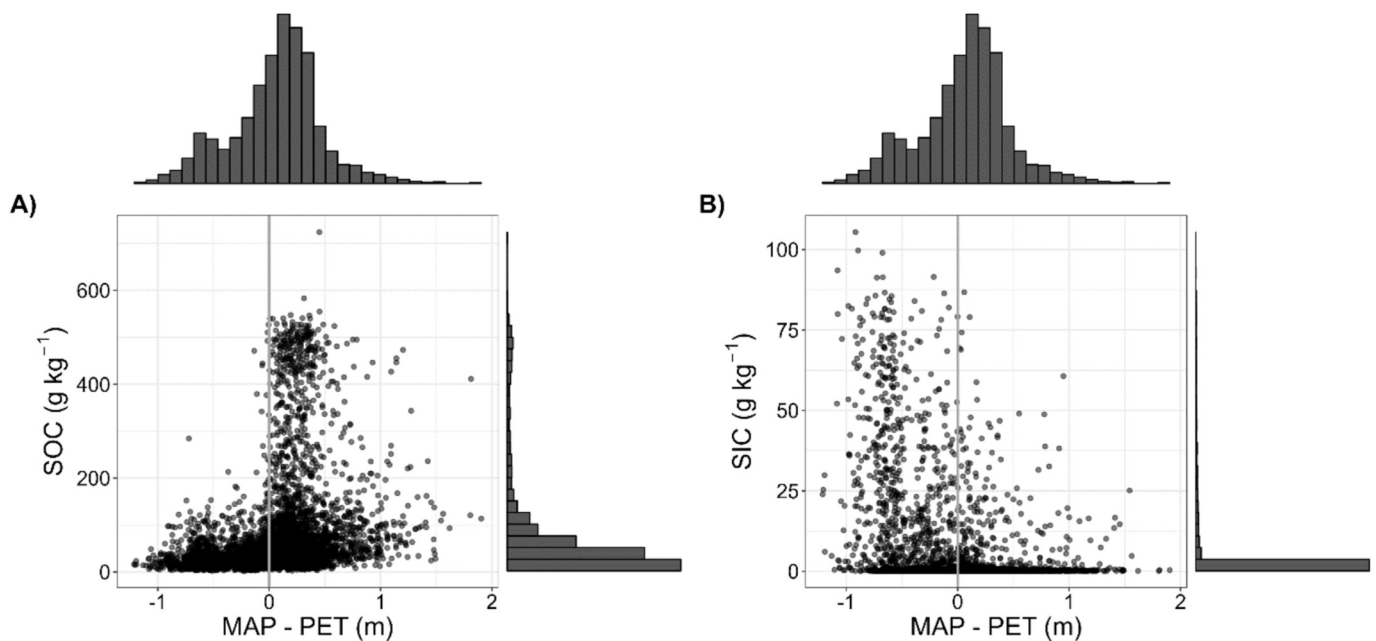 A)
SOC (g kg⁻¹)
600
400
200
0
-1 0 1 2
MAP - PET (m)
B)
SIC (g kg⁻¹)
100
75
50
25
0
-1 0 1 2
MAP - PET (m)